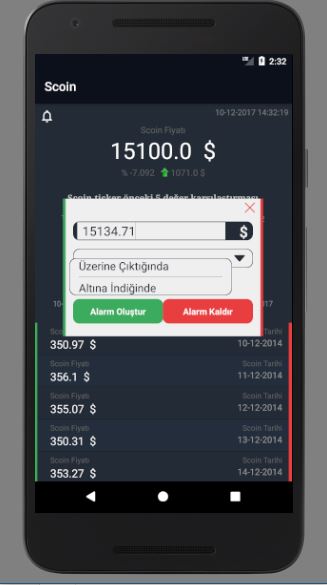 2:32
Scoin
10-12-2017 14:32:19
Scoin Fiyatı
15100.0 $
% -7.092 1071.0 $
Scoin ticker önceki 5 değer karşılaştırması
15134.71 $
Üzerine Çıktığında
Altına İndiğinde
Alarm Oluştur Alarm Kaldır
Scoin Tarihi
350.97 $ 10-12-2014
Scoin Fiyatı Scoin Tarihi
356.1 $ 11-12-2014
Scoin Fiyatı Scoin Tarihi
355.07 $ 12-12-2014
Scoin Fiyatı Scoin Tarihi
350.31 $ 13-12-2014
Scoin Fiyatı Scoin Tarihi
353.27 $ 14-12-2014